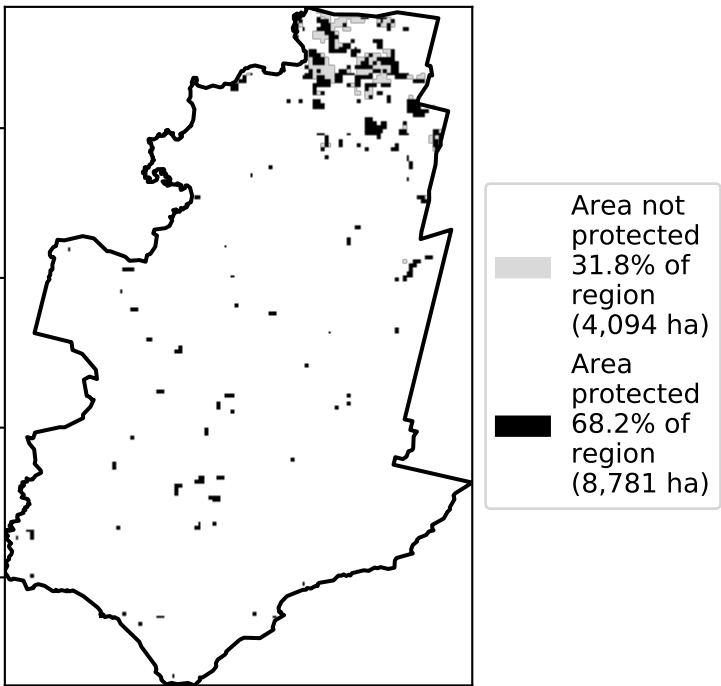 Area not
protected
31.8% of
region
(4,094 ha)
Area
protected
68.2% of
region
(8,781 ha)